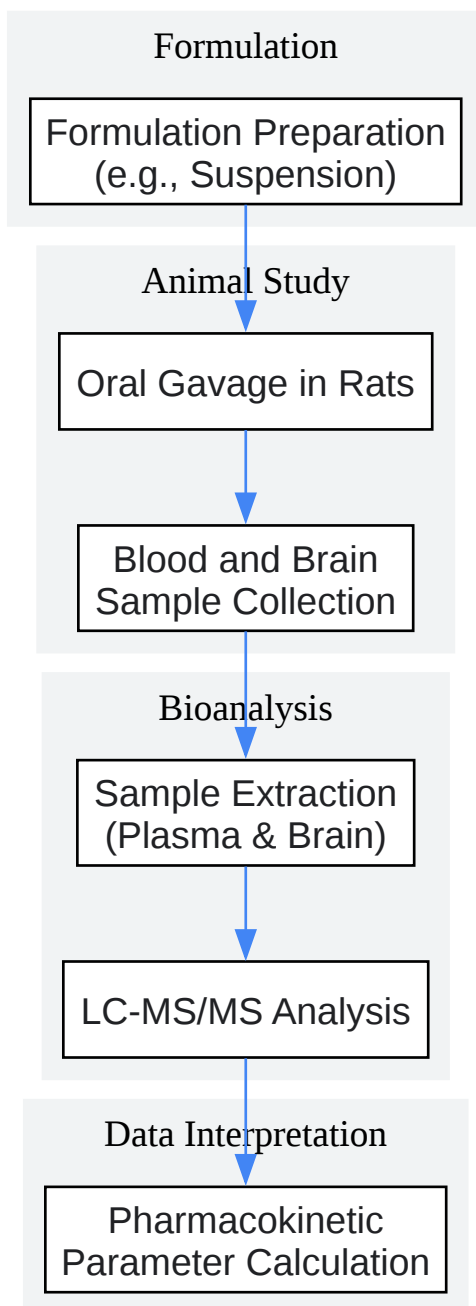 Formulation
Formulation Preparation
(e.g., Suspension)
Animal Study
Oral Gavage in Rats
Blood and Brain
Sample Collection
Bioanalysis
Sample Extraction
(Plasma & Brain)
LC-MS/MS Analysis
Data Interpretation
Pharmacokinetic
Parameter Calculation